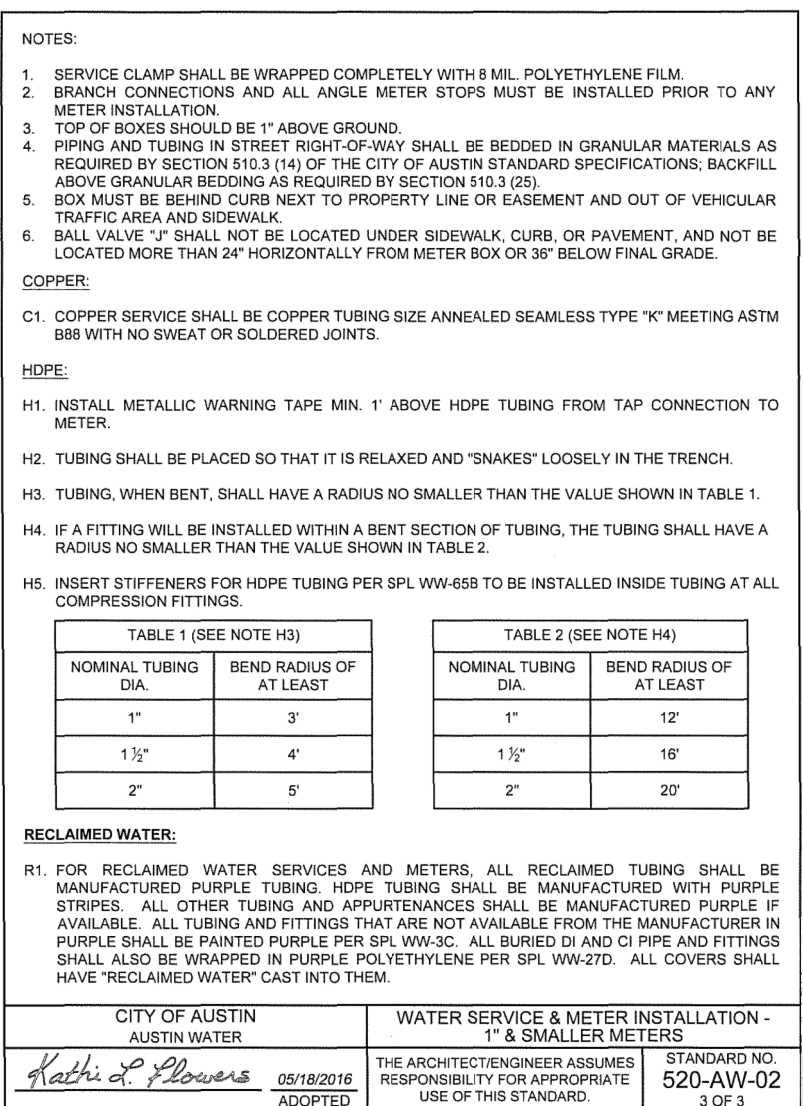 NOTES:
1. SERVICE CLAMP SHALL BE WRAPPED COMPLETELY WITH 8 MIL. POLYETHYLENE FILM.
2. BRANCH CONNECTIONS AND ALL ANGLE METER STOPS MUST BE INSTALLED PRIOR TO ANY
METER INSTALLATION.
3. TOP OF BOXES SHOULD BE 1" ABOVE GROUND.
4. PIPING AND TUBING IN STREET RIGHT-OF-WAY SHALL BE BEDDED IN GRANULAR MATERIALS AS
REQUIRED BY SECTION 510.3 (14) OF THE CITY OF AUSTIN STANDARD SPECIFICATIONS; BACKFILL
ABOVE GRANULAR BEDDING AS REQUIRED BY SECTION 510.3 (25).
5. BOX MUST BE BEHIND CURB NEXT TO PROPERTY LINE OR EASEMENT AND OUT OF VEHICULAR
TRAFFIC AREA AND SIDEWALK.
6. BALL VALVE "J" SHALL NOT BE LOCATED UNDER SIDEWALK, CURB, OR PAVEMENT, AND NOT BE
LOCATED MORE THAN 24" HORIZONTALLY FROM METER BOX OR 36" BELOW FINAL GRADE.
COPPER:
C1. COPPER SERVICE SHALL BE COPPER TUBING SIZE ANNEALED SEAMLESS TYPE "K" MEETING ASTM
B88 WITH NO SWEAT OR SOLDERED JOINTS.
HDPE:
H1. INSTALL METALLIC WARNING TAPE MIN. 1' ABOVE HDPE TUBING FROM TAP CONNECTION TO
METER.
H2. TUBING SHALL BE PLACED SO THAT IT IS RELAXED AND "SNAKES" LOOSELY IN THE TRENCH.
H3. TUBING, WHEN BENT, SHALL HAVE A RADIUS NO SMALLER THAN THE VALUE SHOWN IN TABLE 1.
H4. IF A FITTING WILL BE INSTALLED WITHIN A BENT SECTION OF TUBING, THE TUBING SHALL HAVE A
RADIUS NO SMALLER THAN THE VALUE SHOWN IN TABLE 2.
H5. INSERT STIFFENERS FOR HDPE TUBING PER SPL WW-65B TO BE INSTALLED INSIDE TUBING AT ALL
COMPRESSION FITTINGS.
TABLE 1 (SEE NOTE H3)
NOMINAL TUBING DIA. BEND RADIUS OF AT LEAST
1" 3'
1 ½" 4'
2" 5'
TABLE 2 (SEE NOTE H4)
NOMINAL TUBING DIA. BEND RADIUS OF AT LEAST
1" 12'
1 ½" 16'
2" 20'
RECLAIMED WATER:
R1. FOR RECLAIMED WATER SERVICES AND METERS, ALL RECLAIMED TUBING SHALL BE
MANUFACTURED PURPLE TUBING. HDPE TUBING SHALL BE MANUFACTURED WITH PURPLE
STRIPES. ALL OTHER TUBING AND APPURTENANCES SHALL BE MANUFACTURED PURPLE IF
AVAILABLE. ALL TUBING AND FITTINGS THAT ARE NOT AVAILABLE FROM THE MANUFACTURER IN
PURPLE SHALL BE PAINTED PURPLE PER SPL WW-3C. ALL BURIED DI AND CI PIPE AND FITTINGS
SHALL ALSO BE WRAPPED IN PURPLE POLYETHYLENE PER SPL WW-27D. ALL COVERS SHALL
HAVE "RECLAIMED WATER" CAST INTO THEM.
CITY OF AUSTIN
AUSTIN WATER
WATER SERVICE & METER INSTALLATION -
1" & SMALLER METERS
Kathi L. Flowers 05/18/2016
ADOPTED
THE ARCHITECT/ENGINEER ASSUMES
RESPONSIBILITY FOR APPROPRIATE
USE OF THIS STANDARD.
STANDARD NO.
520-AW-02
3 OF 3